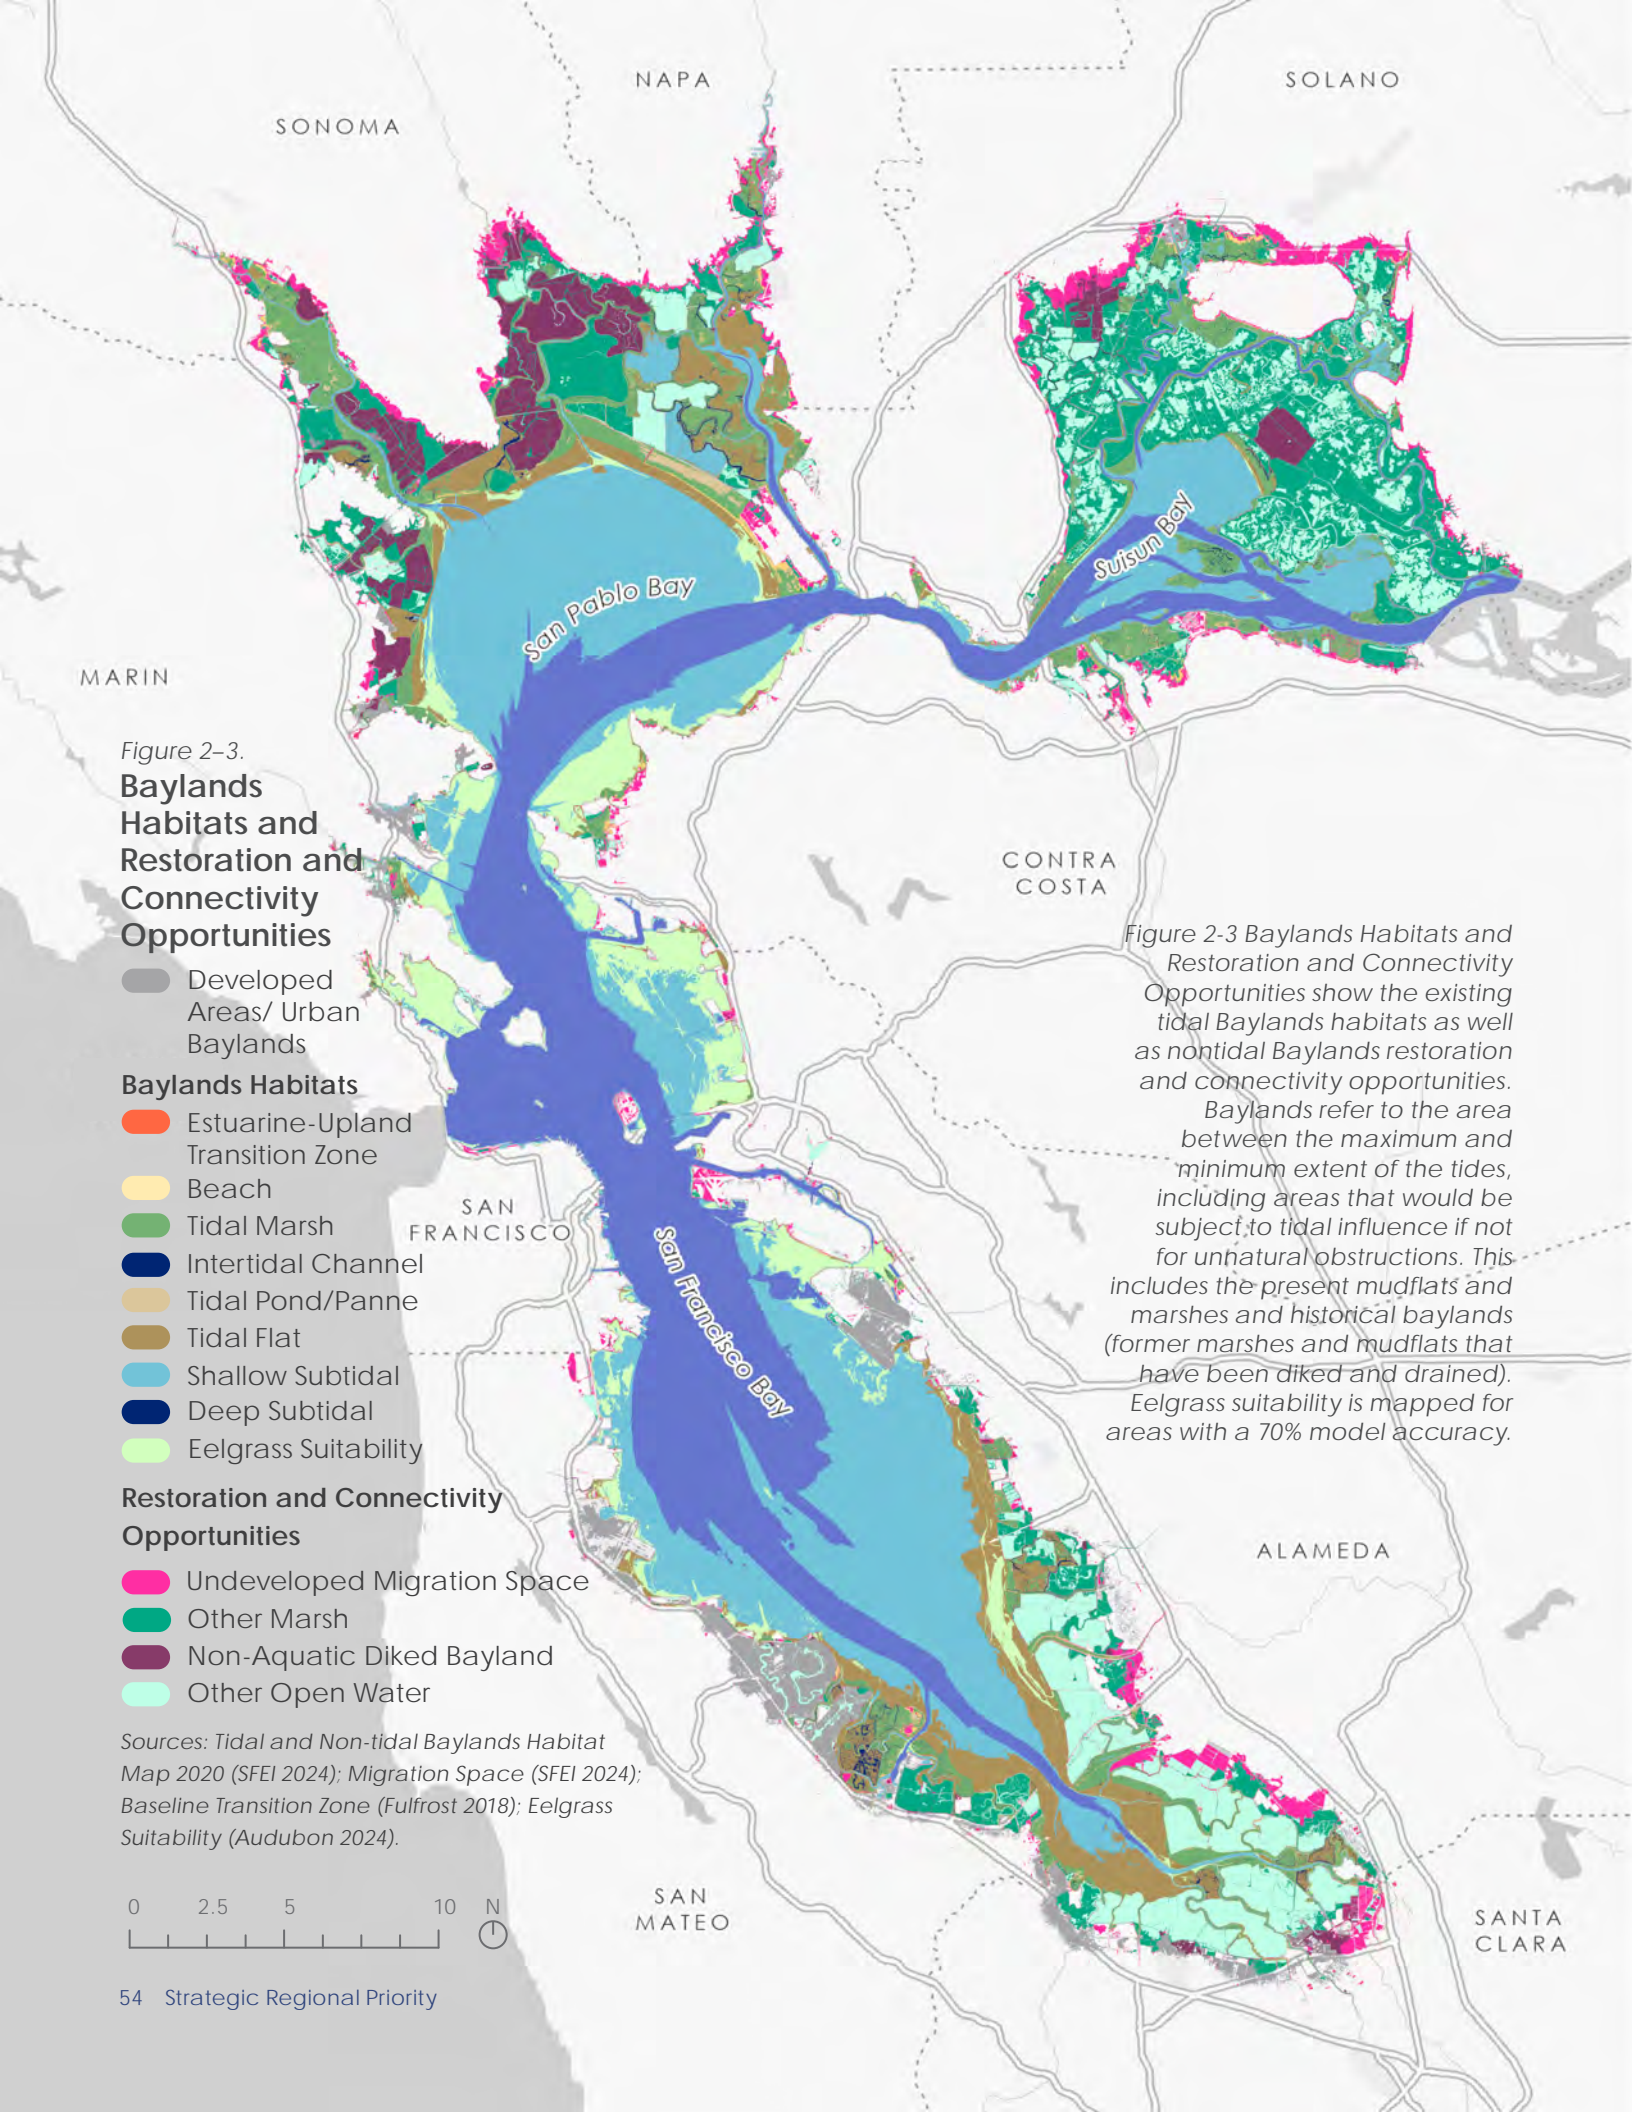 NAPA
SOLANO
SONOMA
Suisun Bay
San Pablo Bay
MARIN
Figure 2–3.
Baylands
Habitats and
Restoration and
Connectivity
Opportunities
Developed
Areas/ Urban
Baylands
Baylands Habitats
Estuarine-Upland
Transition Zone
Beach
Tidal Marsh
Intertidal Channel
Tidal Pond/Panne
Tidal Flat
Shallow Subtidal
Deep Subtidal
Eelgrass Suitability
Restoration and Connectivity
Opportunities
Undeveloped Migration Space
Other Marsh
Non-Aquatic Diked Bayland
Other Open Water
Sources: Tidal and Non-tidal Baylands Habitat
Map 2020 (SFEI 2024); Migration Space (SFEI 2024);
Baseline Transition Zone (Fulfrost 2018); Eelgrass
Suitability (Audubon 2024).
CONTRA
COSTA
Figure 2-3 Baylands Habitats and
Restoration and Connectivity
Opportunities show the existing
tidal Baylands habitats as well
as nontidal Baylands restoration
and connectivity opportunities.
Baylands refer to the area
between the maximum and
minimum extent of the tides,
including areas that would be
subject to tidal influence if not
for unnatural obstructions. This
includes the present mudflats and
marshes and historical baylands
(former marshes and mudflats that
have been diked and drained).
Eelgrass suitability is mapped for
areas with a 70% model accuracy.
SAN
FRANCISCO
San Francisco Bay
ALAMEDA
SAN
MATEO
SANTA
CLARA
0 2.5 5 10 N
54 Strategic Regional Priority